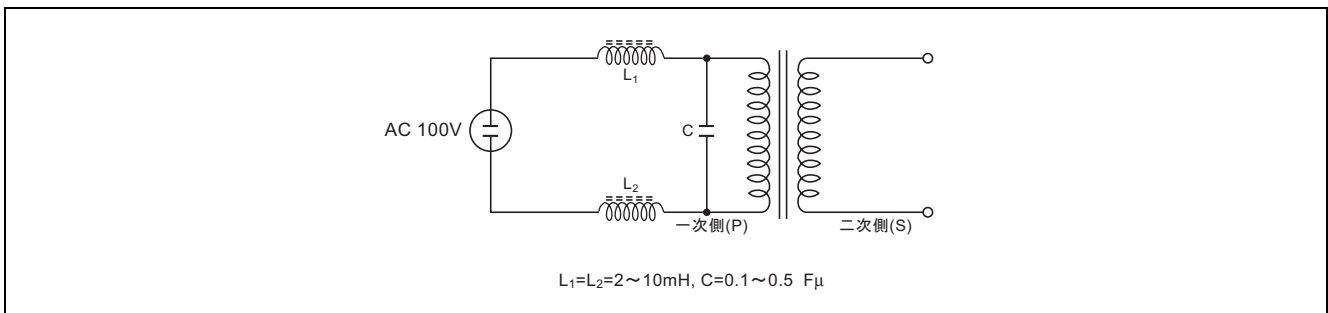 L₁
AC 100V
C
L₂
一次側(P)
二次側(S)
L₁=L₂=2～10mH, C=0.1～0.5 Fμ